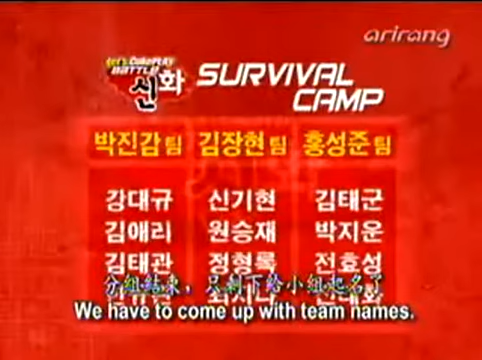 arirang
Let's CokePLAY
BATTLE
신화
SURVIVAL
CAMP
박진감 팀 김장현 팀 홍성준 팀
강대규 신기현 김태군
김애리 원승재 박지운
김태관 정형록 전효성
分组结束，只剩下给小组起名了
We have to come up with team names.